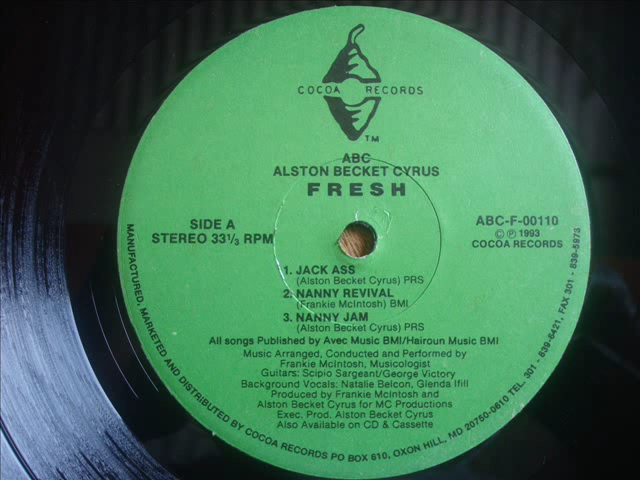 COCOA RECORDS
TM
ABC
ALSTON BECKET CYRUS
FRESH
SIDE A
STEREO 33⅓ RPM
ABC-F-00110
© ℗ 1993
COCOA RECORDS
1. JACK ASS
(Alston Becket Cyrus) PRS
2. NANNY REVIVAL
(Frankie McIntosh) BMI
3. NANNY JAM
(Alston Becket Cyrus) PRS
All songs Published by Avec Music BMI/Hairoun Music BMI
Music Arranged, Conducted and Performed by
Frankie McIntosh, Musicologist
Guitars: Scipio Sargeant/George Victory
Background Vocals: Natalie Belcon, Glenda Ifill
Produced by Frankie McIntosh and
Alston Becket Cyrus for MC Productions
Exec. Prod. Alston Becket Cyrus
Also Available on CD & Cassette
MANUFACTURED, MARKETED AND DISTRIBUTED BY COCOA RECORDS PO BOX 610, OXON HILL, MD 20750-0610 TEL. 301 - 839-6421, FAX 301 - 839-5973